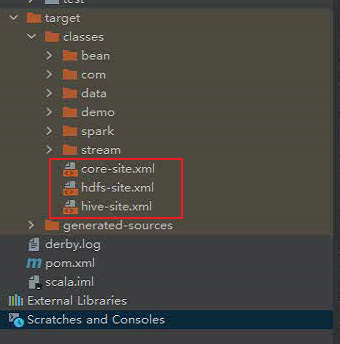 test
target
classes
bean
com
data
demo
spark
stream
core-site.xml
hdfs-site.xml
hive-site.xml
generated-sources
derby.log
pom.xml
scala.iml
External Libraries
Scratches and Consoles